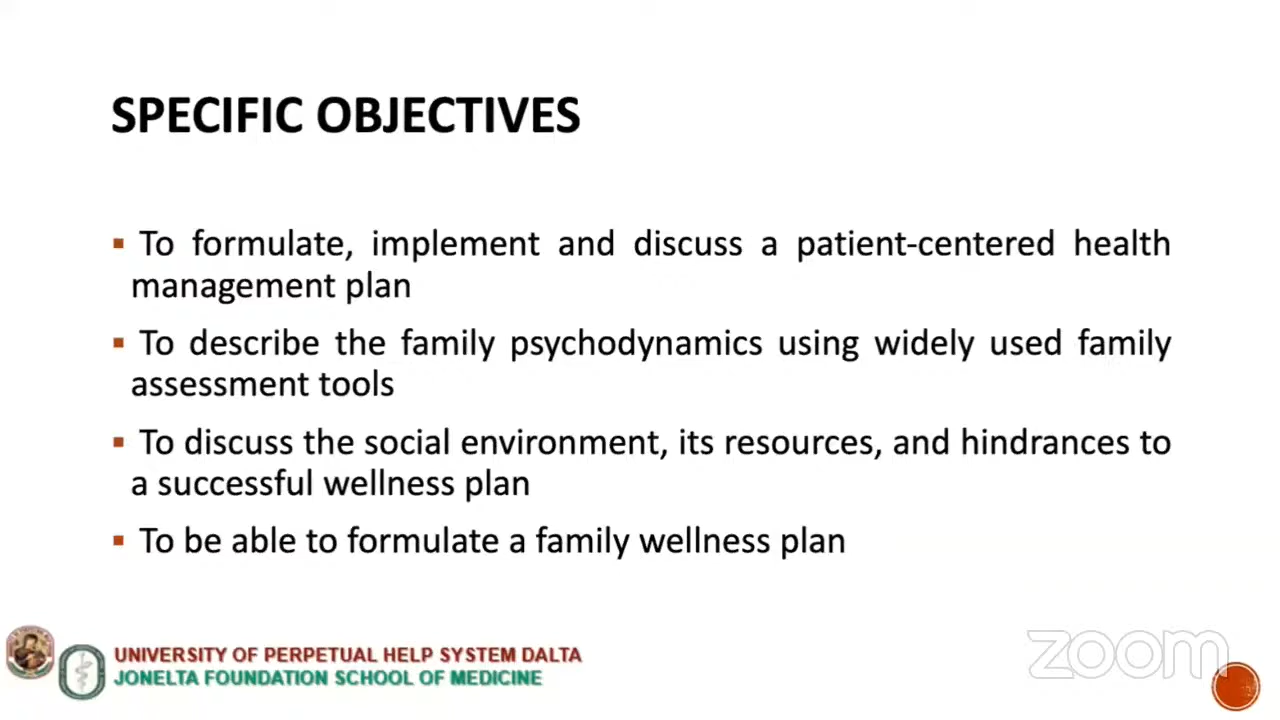 SPECIFIC OBJECTIVES
▪ To formulate, implement and discuss a patient-centered health
management plan
▪ To describe the family psychodynamics using widely used family
assessment tools
▪ To discuss the social environment, its resources, and hindrances to
a successful wellness plan
▪ To be able to formulate a family wellness plan
UNIVERSITY OF PERPETUAL HELP SYSTEM DALTA
JONELTA FOUNDATION SCHOOL OF MEDICINE
zoom